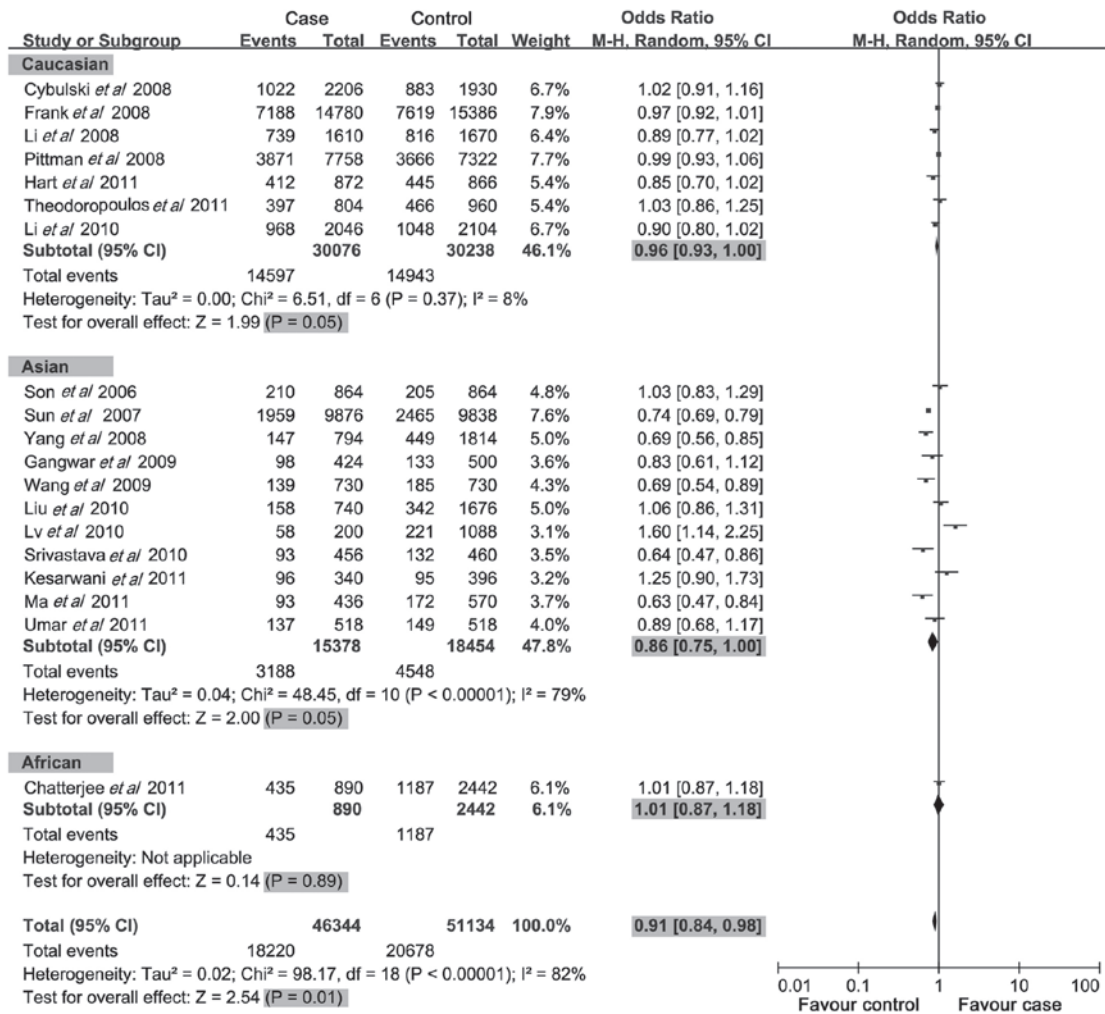 Case Control Odds Ratio Odds Ratio
Study or Subgroup Events Total Events Total Weight M-H, Random, 95% CI M-H, Random, 95% CI
Caucasian
Cybulski et al 2008 1022 2206 883 1930 6.7% 1.02 [0.91, 1.16]
Frank et al 2008 7188 14780 7619 15386 7.9% 0.97 [0.92, 1.01]
Li et al 2008 739 1610 816 1670 6.4% 0.89 [0.77, 1.02]
Pittman et al 2008 3871 7758 3666 7322 7.7% 0.99 [0.93, 1.06]
Hart et al 2011 412 872 445 866 5.4% 0.85 [0.70, 1.02]
Theodoropoulos et al 2011 397 804 466 960 5.4% 1.03 [0.86, 1.25]
Li et al 2010 968 2046 1048 2104 6.7% 0.90 [0.80, 1.02]
Subtotal (95% CI) 30076 30238 46.1% 0.96 [0.93, 1.00]
Total events 14597 14943
Heterogeneity: Tau² = 0.00; Chi² = 6.51, df = 6 (P = 0.37); I² = 8%
Test for overall effect: Z = 1.99 (P = 0.05)
Asian
Son et al 2006 210 864 205 864 4.8% 1.03 [0.83, 1.29]
Sun et al 2007 1959 9876 2465 9838 7.6% 0.74 [0.69, 0.79]
Yang et al 2008 147 794 449 1814 5.0% 0.69 [0.56, 0.85]
Gangwar et al 2009 98 424 133 500 3.6% 0.83 [0.61, 1.12]
Wang et al 2009 139 730 185 730 4.3% 0.69 [0.54, 0.89]
Liu et al 2010 158 740 342 1676 5.0% 1.06 [0.86, 1.31]
Lv et al 2010 58 200 221 1088 3.1% 1.60 [1.14, 2.25]
Srivastava et al 2010 93 456 132 460 3.5% 0.64 [0.47, 0.86]
Kesarwani et al 2011 96 340 95 396 3.2% 1.25 [0.90, 1.73]
Ma et al 2011 93 436 172 570 3.7% 0.63 [0.47, 0.84]
Umar et al 2011 137 518 149 518 4.0% 0.89 [0.68, 1.17]
Subtotal (95% CI) 15378 18454 47.8% 0.86 [0.75, 1.00]
Total events 3188 4548
Heterogeneity: Tau² = 0.04; Chi² = 48.45, df = 10 (P < 0.00001); I² = 79%
Test for overall effect: Z = 2.00 (P = 0.05)
African
Chatterjee et al 2011 435 890 1187 2442 6.1% 1.01 [0.87, 1.18]
Subtotal (95% CI) 890 2442 6.1% 1.01 [0.87, 1.18]
Total events 435 1187
Heterogeneity: Not applicable
Test for overall effect: Z = 0.14 (P = 0.89)
Total (95% CI) 46344 51134 100.0% 0.91 [0.84, 0.98]
Total events 18220 20678
Heterogeneity: Tau² = 0.02; Chi² = 98.17, df = 18 (P < 0.00001); I² = 82%
Test for overall effect: Z = 2.54 (P = 0.01)
0.01 0.1 1 10 100
Favour control Favour case